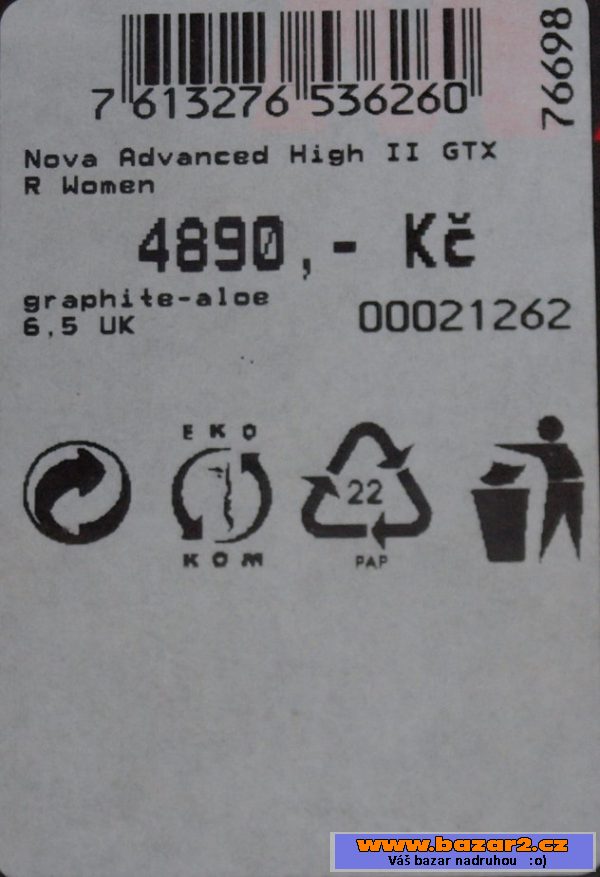 7 613276 536260
76698
Nova Advanced High II GTX
R Women
4890,- Kč
graphite-aloe
6,5 UK
00021262
EKO
KOM
22
PAP
www.bazar2.cz
Váš bazar nadruhou :o)